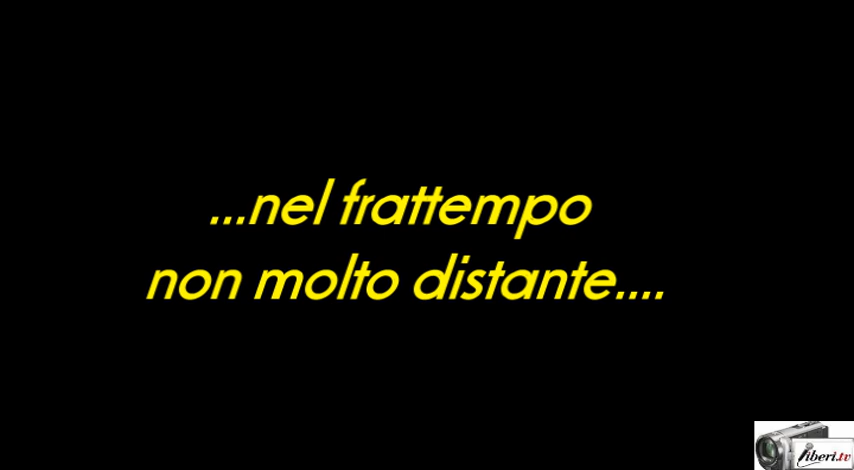 ...nel frattempo
non molto distante....
liberi.tv